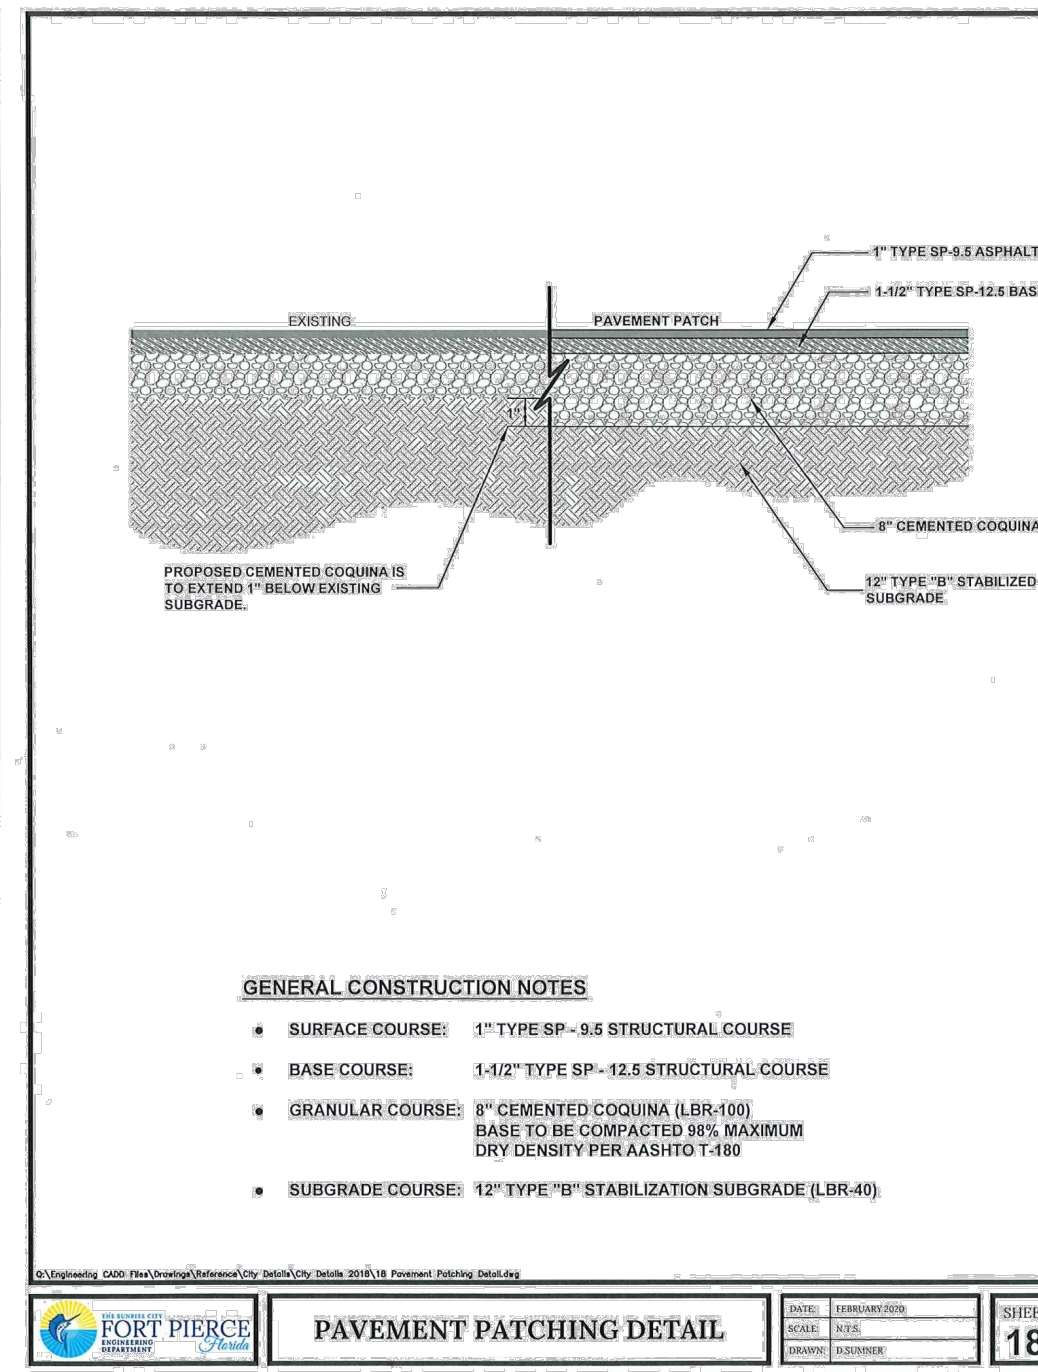 1" TYPE SP-9.5 ASPHALT
1-1/2" TYPE SP-12.5 BAS
EXISTING
PAVEMENT PATCH
1"
8" CEMENTED COQUINA
PROPOSED CEMENTED COQUINA IS
TO EXTEND 1" BELOW EXISTING
SUBGRADE.
12" TYPE "B" STABILIZED
SUBGRADE
GENERAL CONSTRUCTION NOTES
• SURFACE COURSE: 1" TYPE SP - 9.5 STRUCTURAL COURSE
• BASE COURSE: 1-1/2" TYPE SP - 12.5 STRUCTURAL COURSE
• GRANULAR COURSE: 8" CEMENTED COQUINA (LBR-100)
BASE TO BE COMPACTED 98% MAXIMUM
DRY DENSITY PER AASHTO T-180
• SUBGRADE COURSE: 12" TYPE "B" STABILIZATION SUBGRADE (LBR-40)
Q:\Engineering CADD Files\Drawings\Reference\City Details\City Details 2018\18 Pavement Patching Detail.dwg
THE SUNRISE CITY
FORT PIERCE
ENGINEERING
DEPARTMENT
Florida
PAVEMENT PATCHING DETAIL
DATE: FEBRUARY 2020
SCALE: N.T.S.
DRAWN: D.SUMNER
SHEE
18